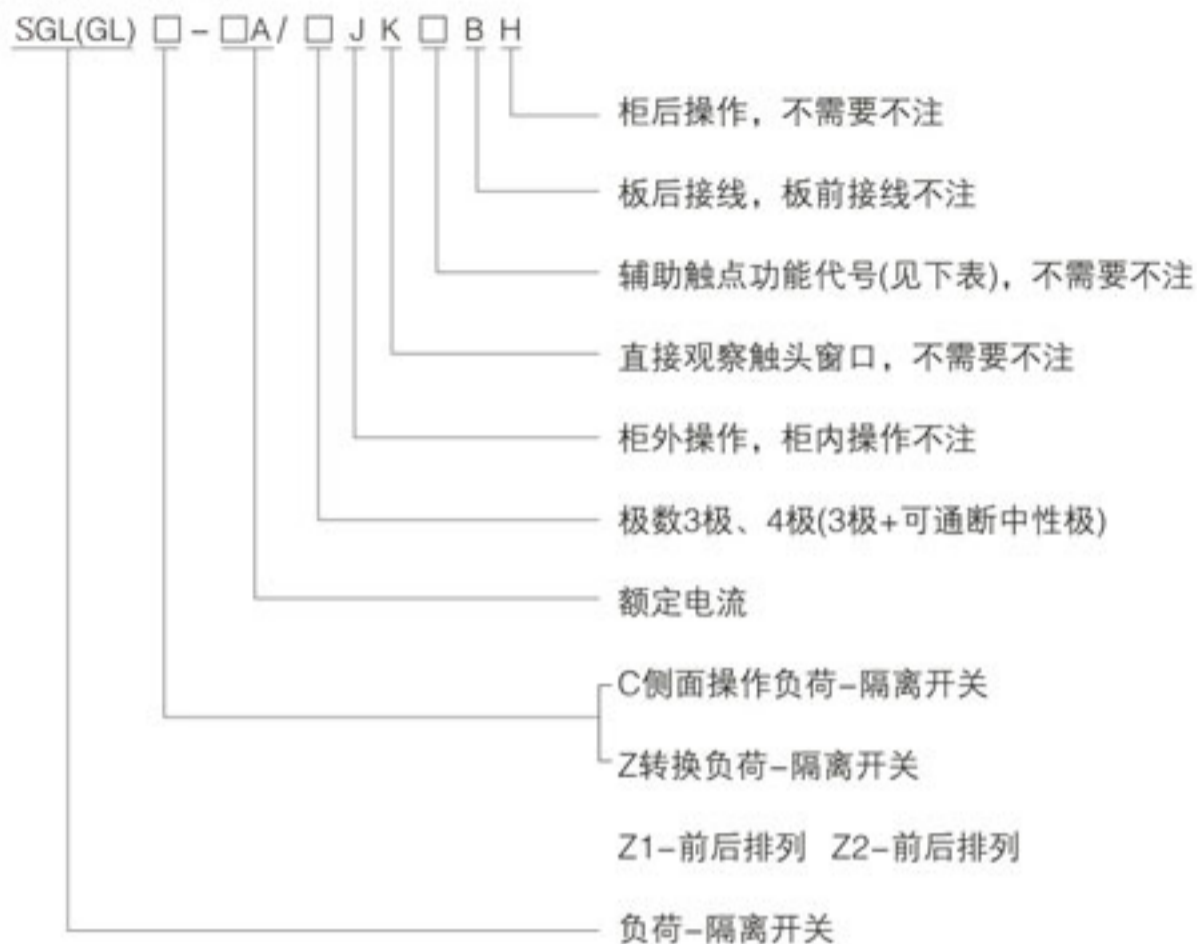 SGL(GL) □-□A/□JK□BH
柜后操作，不需要不注
板后接线，板前接线不注
辅助触点功能代号(见下表)，不需要不注
直接观察触头窗口，不需要不注
柜外操作，柜内操作不注
极数3极、4极(3极+可通断中性极)
额定电流
C侧面操作负荷-隔离开关
Z转换负荷-隔离开关
Z1-前后排列 Z2-前后排列
负荷-隔离开关